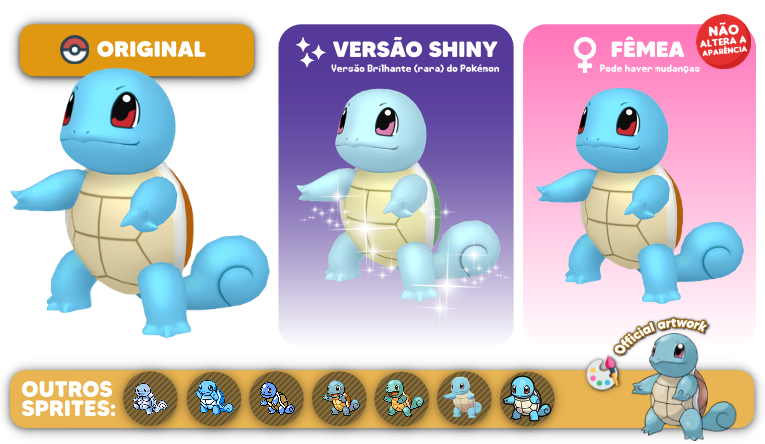 ORIGINAL
VERSÃO SHINY
Versão Brilhante (rara) do Pokémon
FÊMEA
Pode haver mudanças
NÃO
ALTERA A
APARÊNCIA
Official artwork
OUTROS
SPRITES: